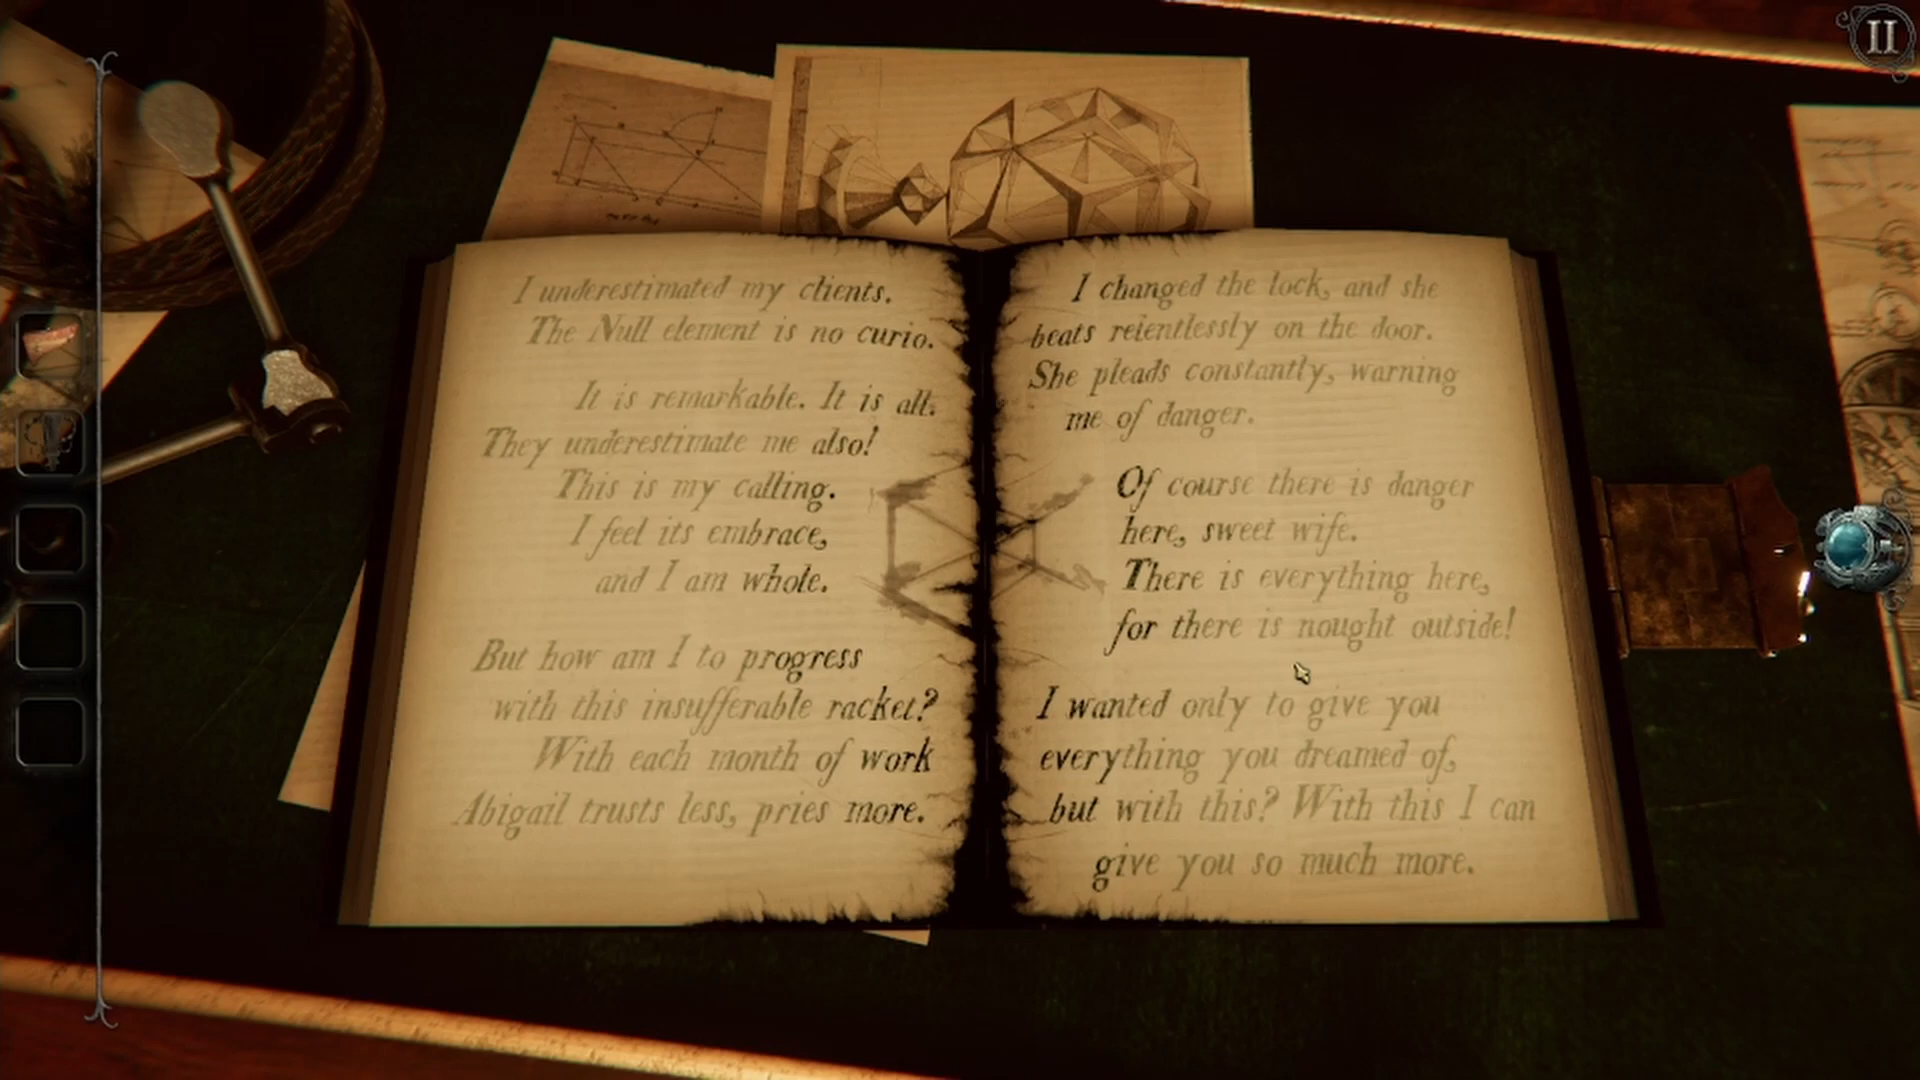 I underestimated my clients.
The Null element is no curio.
It is remarkable. It is all.
They underestimate me also!
This is my calling.
I feel its embrace,
and I am whole.
But how am I to progress
with this insufferable racket?
With each month of work
Abigail trusts less, pries more.
I changed the lock, and she
beats relentlessly on the door.
She pleads constantly, warning
me of danger.
Of course there is danger
here, sweet wife.
There is everything here,
for there is nought outside!
I wanted only to give you
everything you dreamed of,
but with this? With this I can
give you so much more.
II